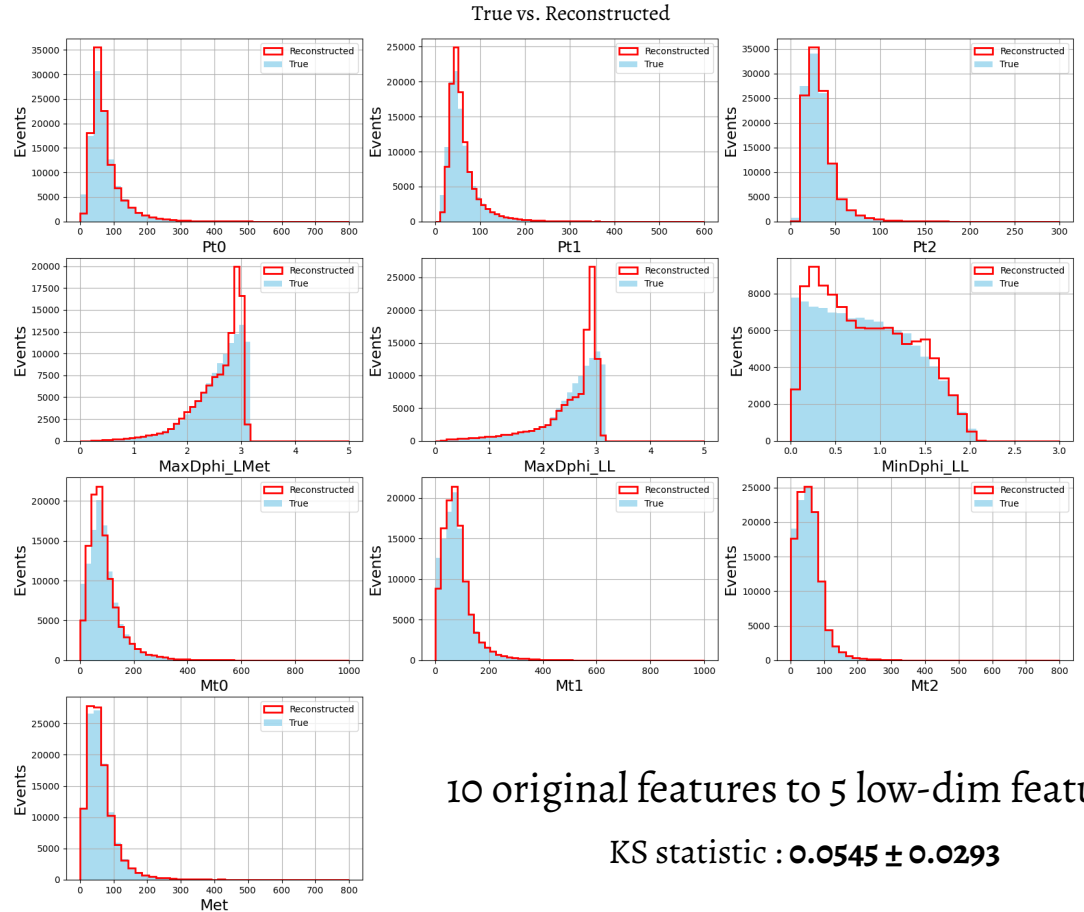 True vs. Reconstructed
35000
30000
25000
20000
15000
10000
5000
0
Events
Reconstructed
True
0 100 200 300 400 500 600 700 800
Pt0
25000
20000
15000
10000
5000
0
Events
Reconstructed
True
0 100 200 300 400 500 600
Pt1
35000
30000
25000
20000
15000
10000
5000
0
Events
Reconstructed
True
0 50 100 150 200 250 300
Pt2
20000
17500
15000
12500
10000
7500
5000
2500
0
Events
Reconstructed
True
0 1 2 3 4 5
MaxDphi_LMet
25000
20000
15000
10000
5000
0
Events
Reconstructed
True
0 1 2 3 4 5
MaxDphi_LL
8000
6000
4000
2000
0
Events
Reconstructed
True
0.0 0.5 1.0 1.5 2.0 2.5 3.0
MinDphi_LL
20000
15000
10000
5000
0
Events
Reconstructed
True
0 200 400 600 800 1000
Mt0
20000
15000
10000
5000
0
Events
Reconstructed
True
0 200 400 600 800 1000
Mt1
25000
20000
15000
10000
5000
0
Events
Reconstructed
True
0 100 200 300 400 500 600 700 800
Mt2
25000
20000
15000
10000
5000
0
Events
Reconstructed
True
0 100 200 300 400 500 600 700 800
Met
10 original features to 5 low-dim featu
KS statistic : 0.0545 ± 0.0293